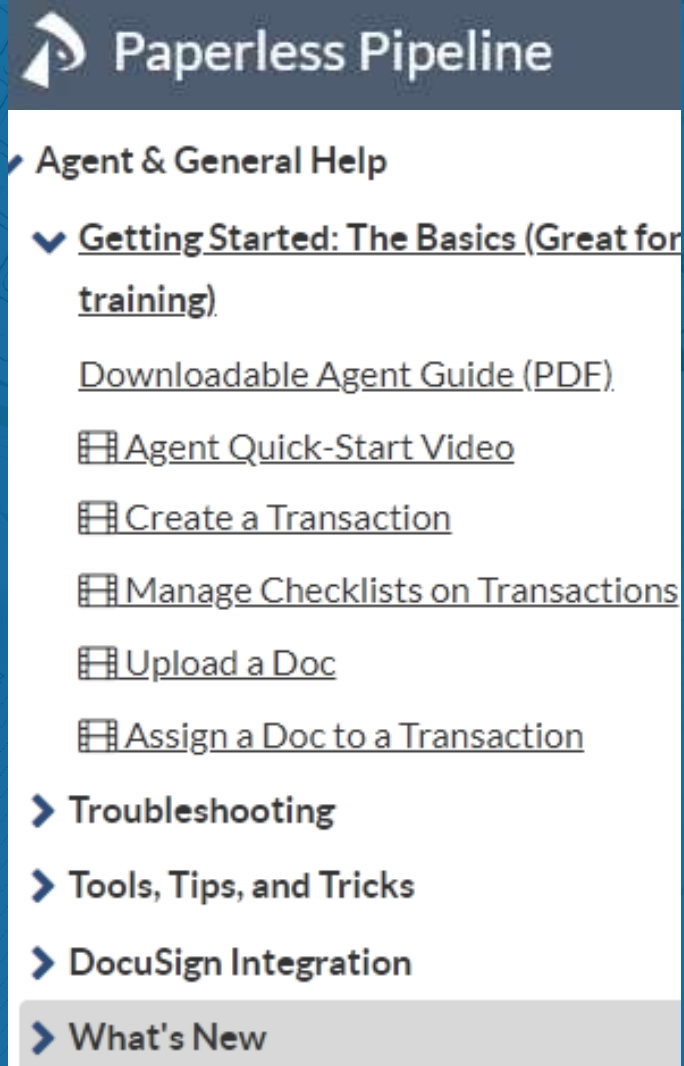 Paperless Pipeline
Agent & General Help
Getting Started: The Basics (Great for
training)
Downloadable Agent Guide (PDF)
Agent Quick-Start Video
Create a Transaction
Manage Checklists on Transactions
Upload a Doc
Assign a Doc to a Transaction
Troubleshooting
Tools, Tips, and Tricks
DocuSign Integration
What's New